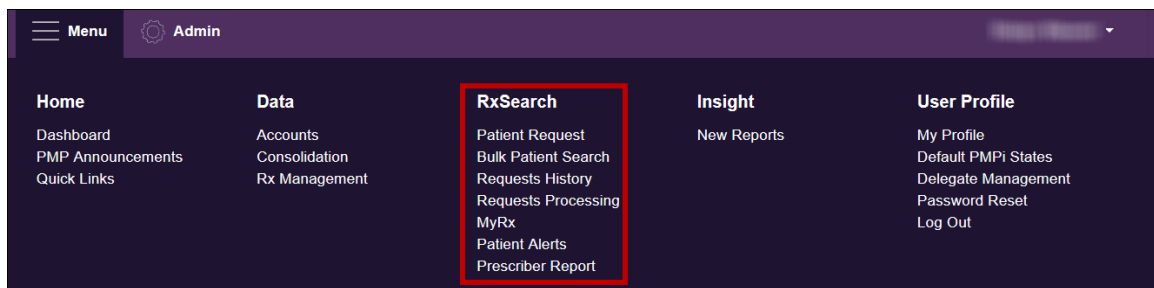 Menu
Admin
Home
Dashboard
PMP Announcements
Quick Links
Data
Accounts
Consolidation
Rx Management
RxSearch
Patient Request
Bulk Patient Search
Requests History
Requests Processing
MyRx
Patient Alerts
Prescriber Report
Insight
New Reports
User Profile
My Profile
Default PMPi States
Delegate Management
Password Reset
Log Out